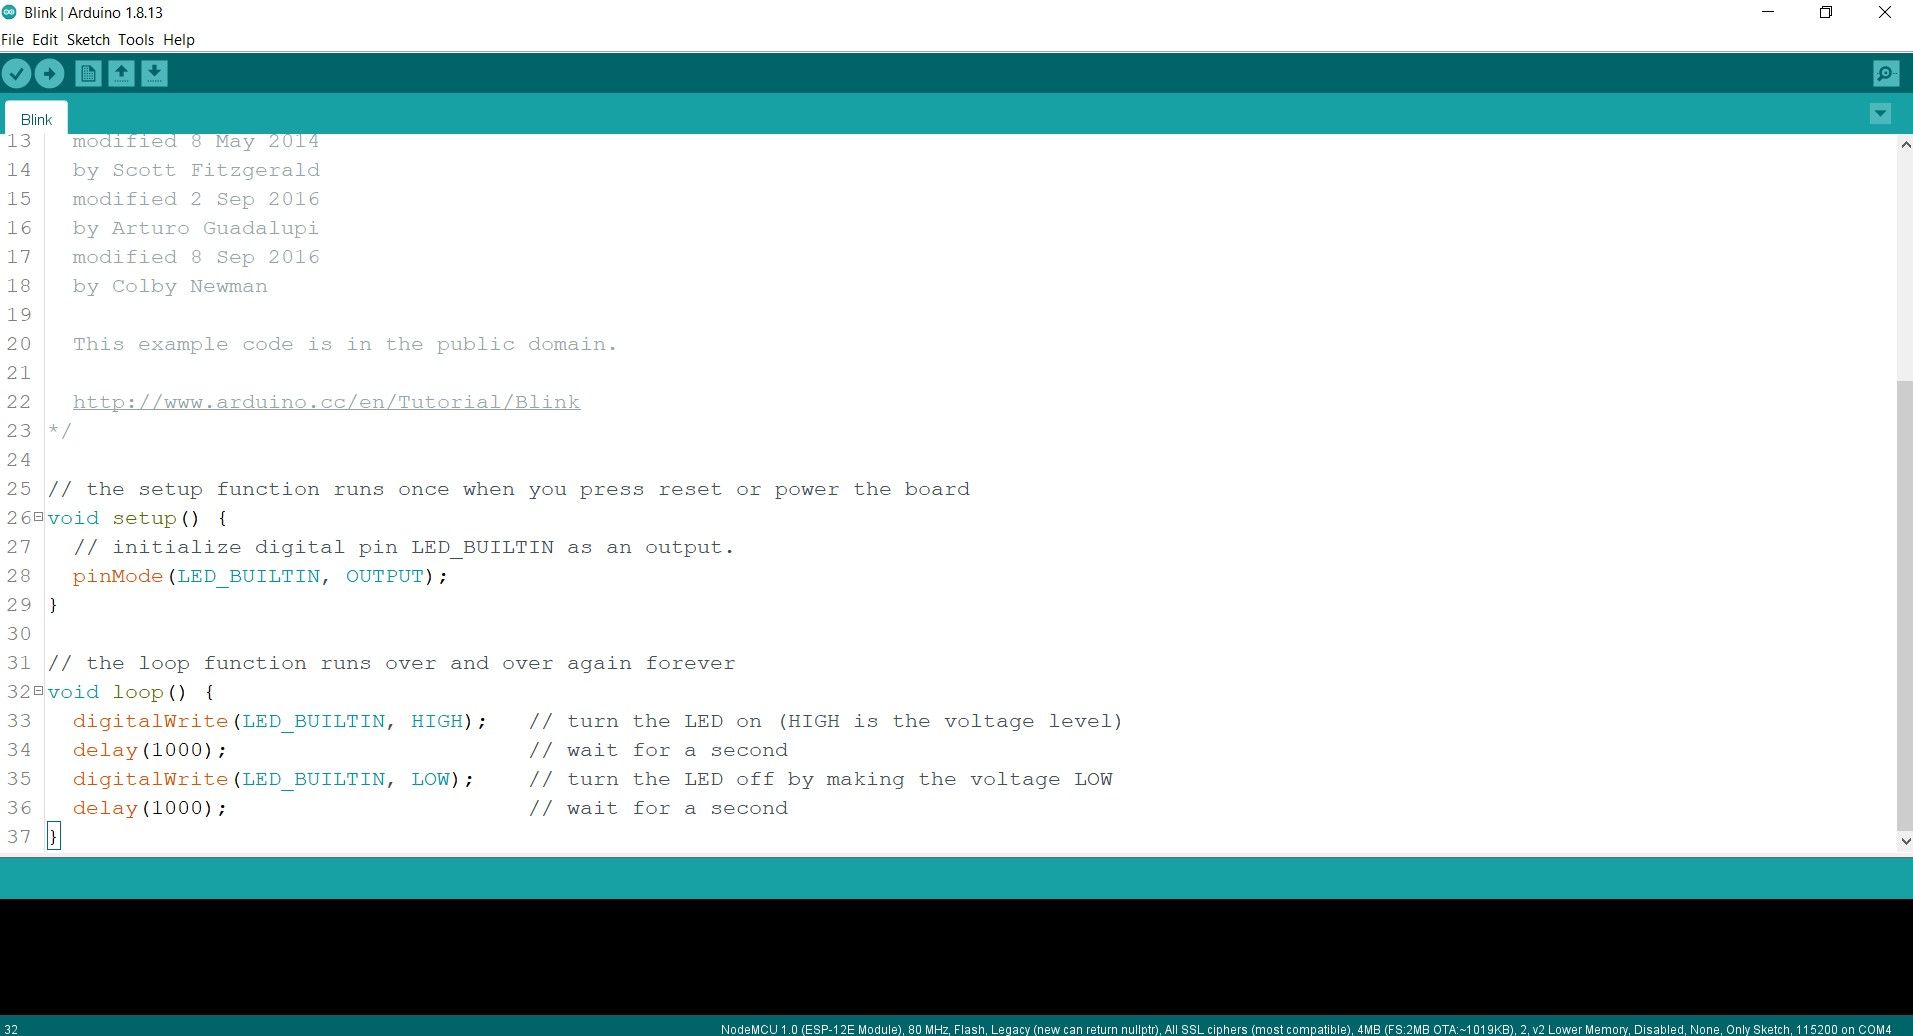 Blink | Arduino 1.8.13
File Edit Sketch Tools Help
Blink
13 modified 8 May 2014
14 by Scott Fitzgerald
15 modified 2 Sep 2016
16 by Arturo Guadalupi
17 modified 8 Sep 2016
18 by Colby Newman
19
20 This example code is in the public domain.
21
22 http://www.arduino.cc/en/Tutorial/Blink
23 */
24
25 // the setup function runs once when you press reset or power the board
26 void setup() {
27 // initialize digital pin LED_BUILTIN as an output.
28 pinMode(LED_BUILTIN, OUTPUT);
29 }
30
31 // the loop function runs over and over again forever
32 void loop() {
33 digitalWrite(LED_BUILTIN, HIGH); // turn the LED on (HIGH is the voltage level)
34 delay(1000); // wait for a second
35 digitalWrite(LED_BUILTIN, LOW); // turn the LED off by making the voltage LOW
36 delay(1000); // wait for a second
37 }
32 NodeMCU 1.0 (ESP-12E Module), 80 MHz, Flash, Legacy (new can return nullptr), All SSL ciphers (most compatible), 4MB (FS:2MB OTA:~1019KB), 2, v2 Lower Memory, Disabled, None, Only Sketch, 115200 on COM4